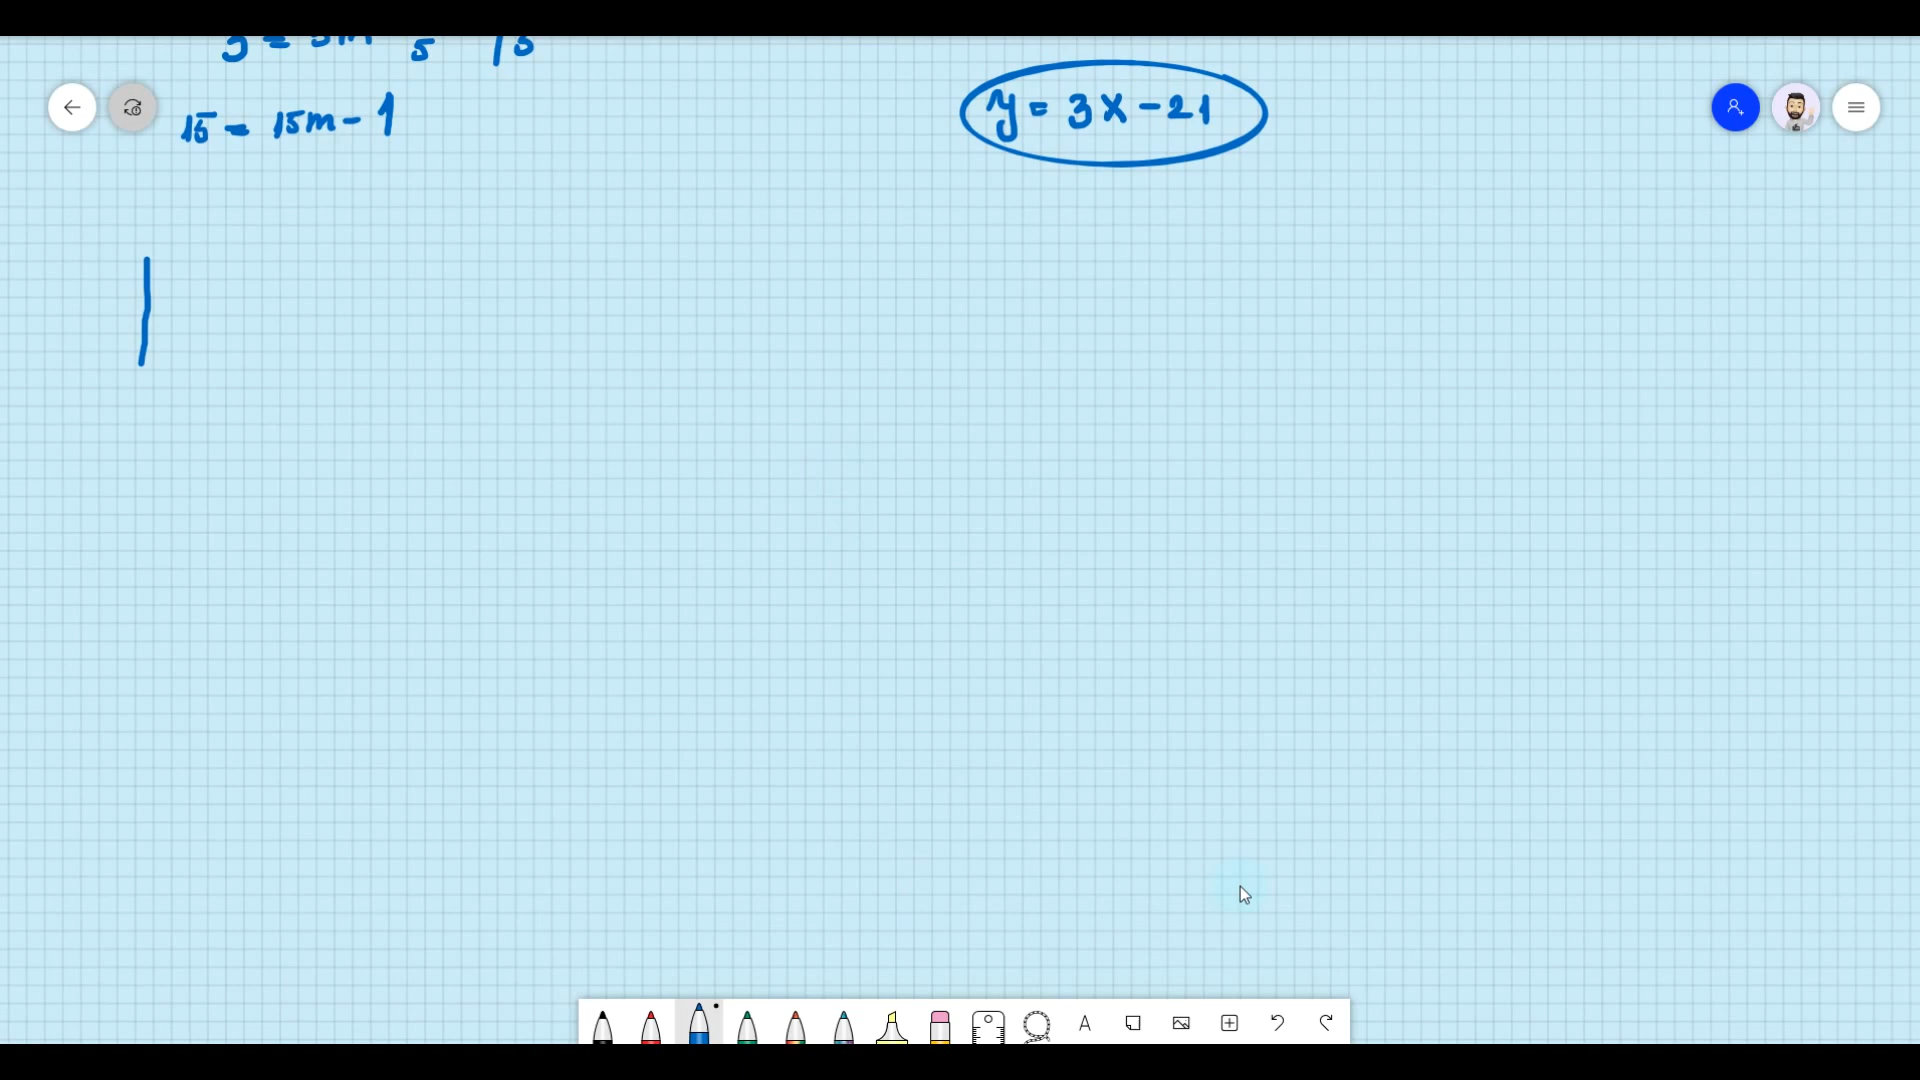 15 = 15m - 1
y = 3x - 21
A